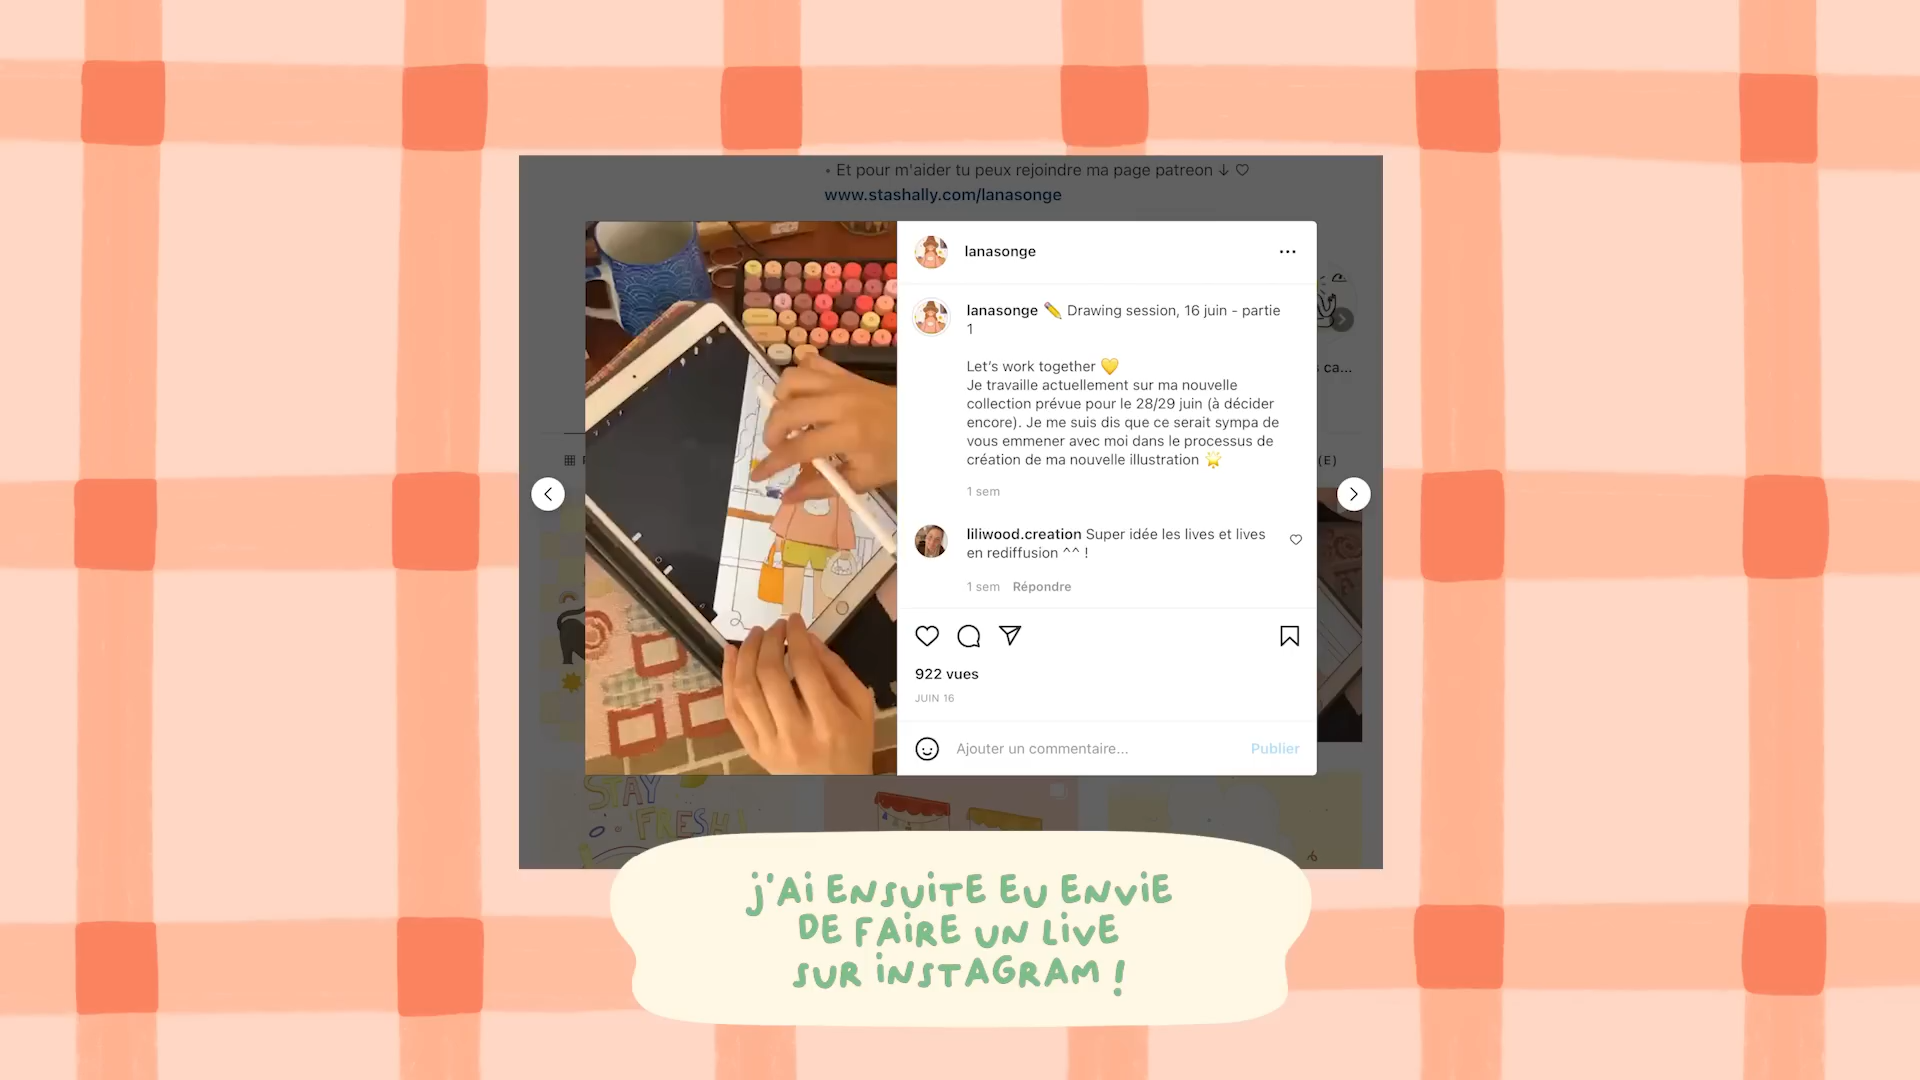 • Et pour m'aider tu peux rejoindre ma page patreon ↓ ♡
www.stashally.com/lanasonge
lanasonge
lanasonge ✏️ Drawing session, 16 juin - partie
1
Let's work together 💛
Je travaille actuellement sur ma nouvelle
collection prévue pour le 28/29 juin (à décider
encore). Je me suis dis que ce serait sympa de
vous emmener avec moi dans le processus de
création de ma nouvelle illustration 🌟
1 sem
liliwood.creation Super idée les lives et lives
en rediffusion ^^ !
1 sem Répondre
922 vues
JUIN 16
Ajouter un commentaire...
Publier
s ca...
(E)
STAY
FRESH!
J'AI ENSUITE EU ENVIE
DE FAIRE UN LIVE
SUR INSTAGRAM !